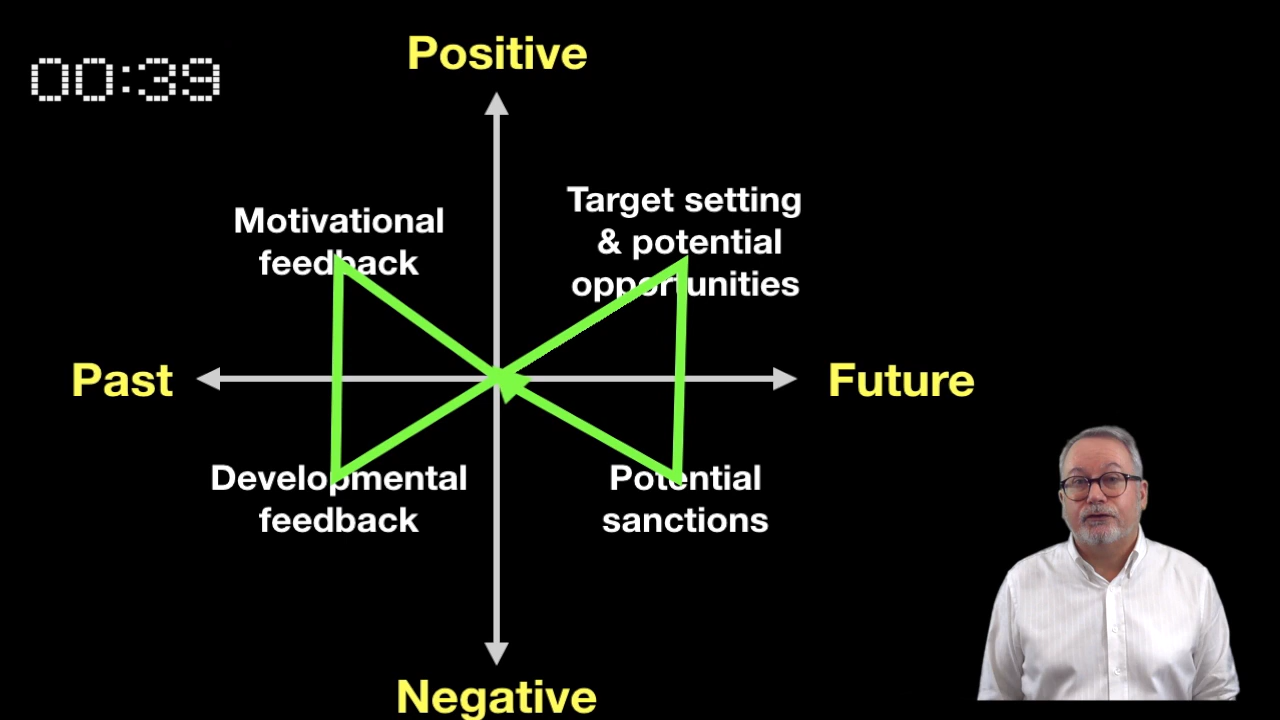 00:39
Positive
Motivational
feedback
Target setting
& potential
opportunities
Past
Future
Developmental
feedback
Potential
sanctions
Negative